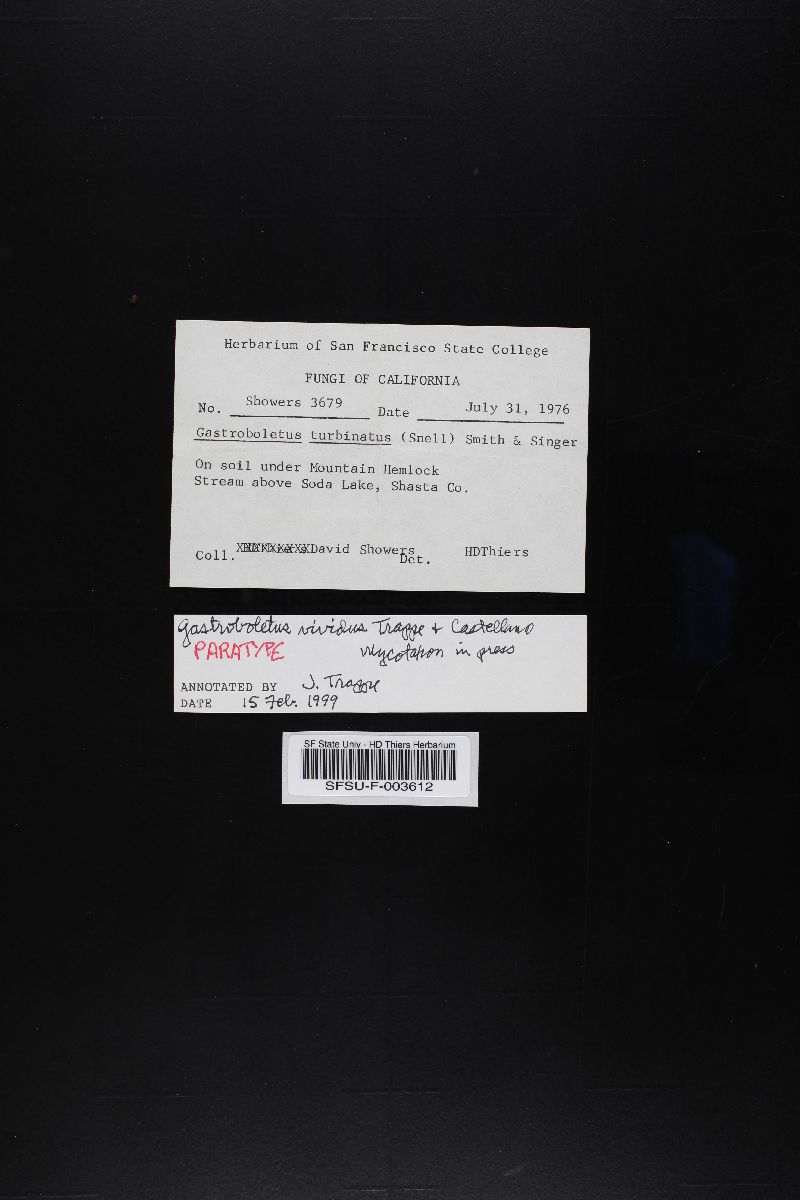 Herbarium of San Francisco State College
FUNGI OF CALIFORNIA
No. Showers 3679 Date July 31, 1976
Gastroboletus turbinatus (Snell) Smith & Singer
On soil under Mountain Hemlock
Stream above Soda Lake, Shasta Co.
Coll. David Showers Det. HDThiers
Gastroboletus vividus Trappe + Castellano
PARATYPE Mycotaxon in press
ANNOTATED BY J. Trappe
DATE 15 Feb. 1999
SF State Univ - HD Thiers Herbarium
SFSU-F-003612